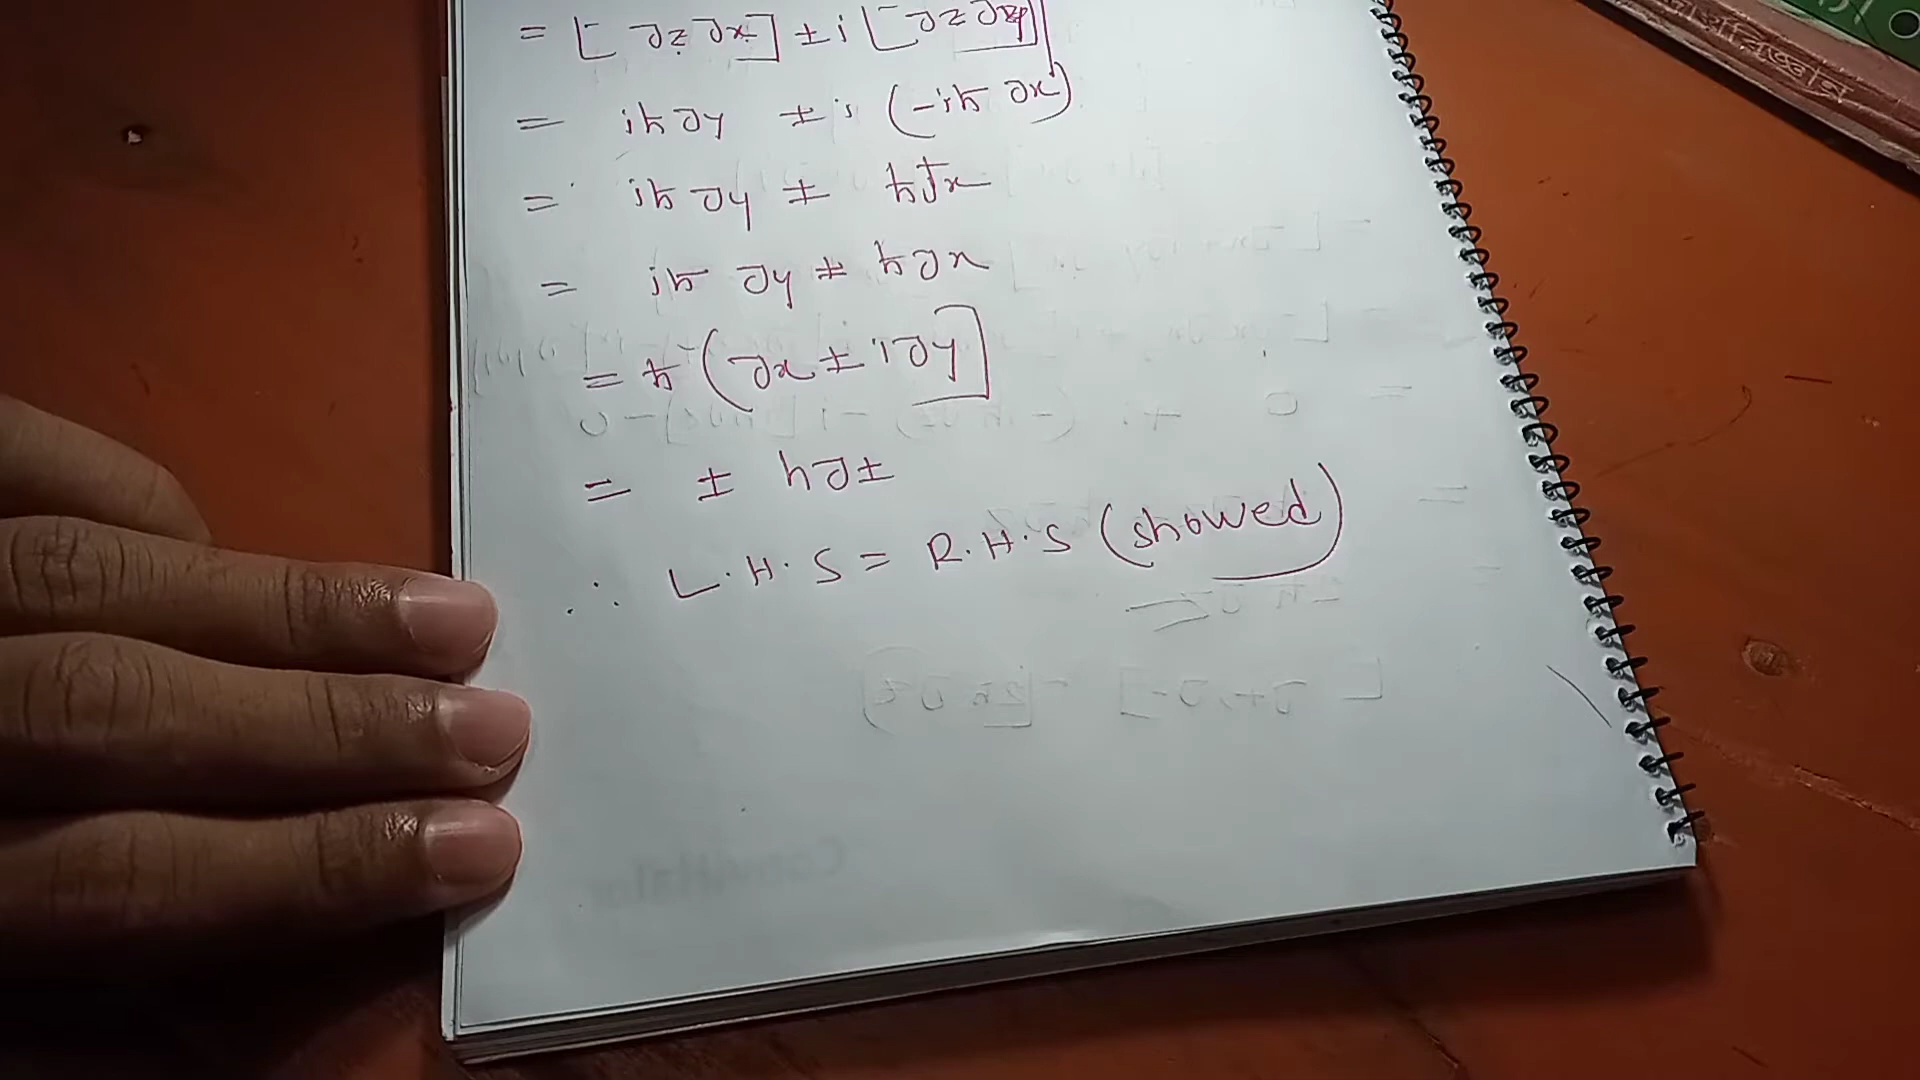 = [Jz Jx] ± i [Jz Jy]
= iħ Jy ± i (-iħ Jx)
= iħ Jy ± ħJx
= iħ Jy ± ħJx
= ħ (Jx ± iJy]
= ± ħJ±
∴ L.H.S = R.H.S (showed)